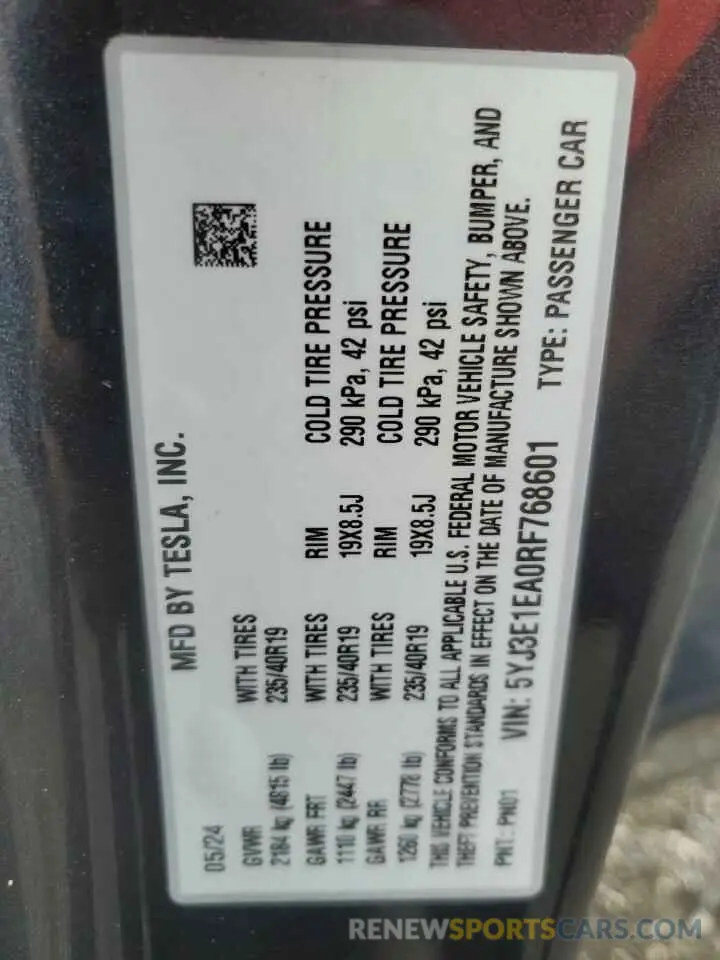 MFD BY TESLA, INC.
05/24
GVWR WITH TIRES
2184 kg (4815 lb) 235/40R19
GAWR FRT WITH TIRES RIM COLD TIRE PRESSURE
1110 kg (2447 lb) 235/40R19 19X8.5J 290 kPa, 42 psi
GAWR RR WITH TIRES RIM COLD TIRE PRESSURE
1260 kg (2778 lb) 235/40R19 19X8.5J 290 kPa, 42 psi
THIS VEHICLE CONFORMS TO ALL APPLICABLE U.S. FEDERAL MOTOR VEHICLE SAFETY, BUMPER, AND
THEFT PREVENTION STANDARDS IN EFFECT ON THE DATE OF MANUFACTURE SHOWN ABOVE.
PNT: PN01 VIN: 5YJ3E1EA0RF768601 TYPE: PASSENGER CAR
RENEWSPORTSCARS.COM